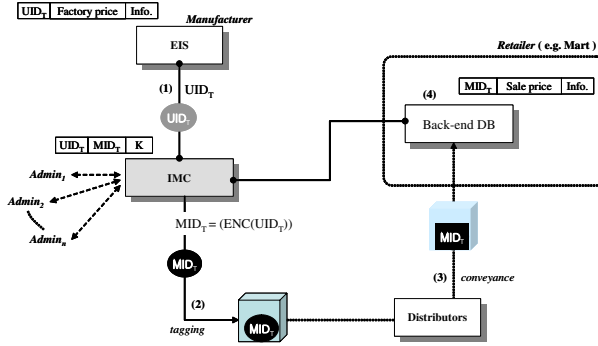 UIDT Factory price Info.
Manufacturer
EIS
(1) UIDT
UIDT
Retailer ( e.g. Mart )
MIDT Sale price Info.
(4)
Back-end DB
UIDT MIDT K
IMC
Admin1
Admin2
Adminn
MIDT = (ENC(UIDT))
MIDT
MIDT
(2)
tagging
MIDT
(3) conveyance
Distributors